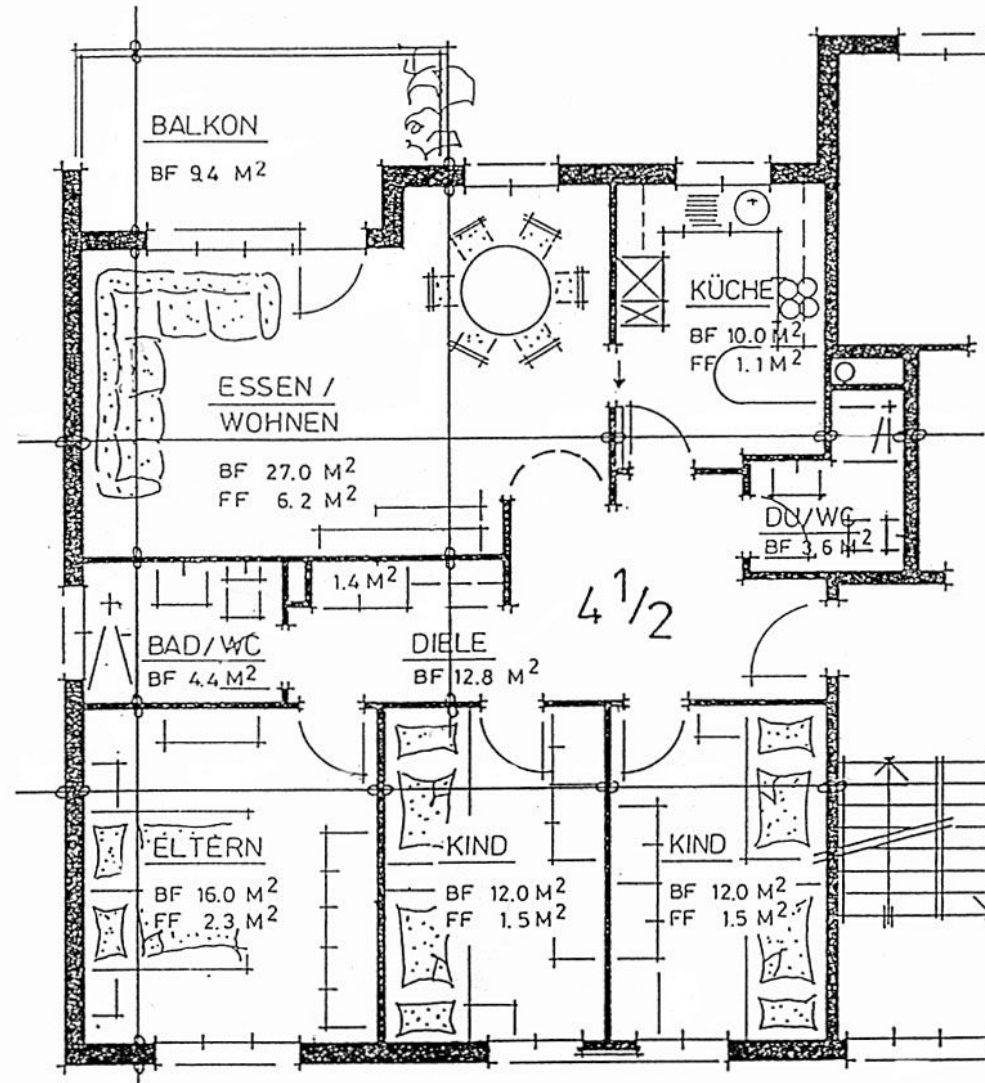 BALKON
BF 9.4 M²
KÜCHE
BF 10.0 M²
FF 1.1 M²
ESSEN /
WOHNEN
BF 27.0 M²
FF 6.2 M²
DU/WC
BF 3,6 M²
1.4 M²
4 1/2
BAD/WC
BF 4.4 M²
DIELE
BF 12.8 M²
ELTERN
BF 16.0 M²
FF 2.3 M²
KIND
BF 12.0 M²
FF 1.5 M²
KIND
BF 12.0 M²
FF 1.5 M²